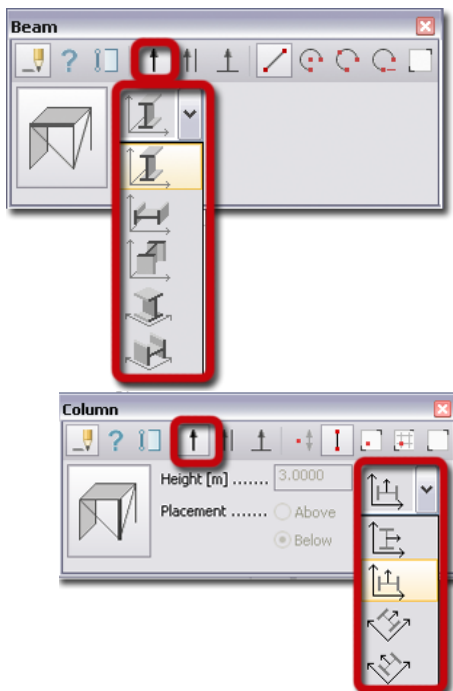 Beam
Column
Height [m] ....... 3.0000
Placement ....... Above
Below